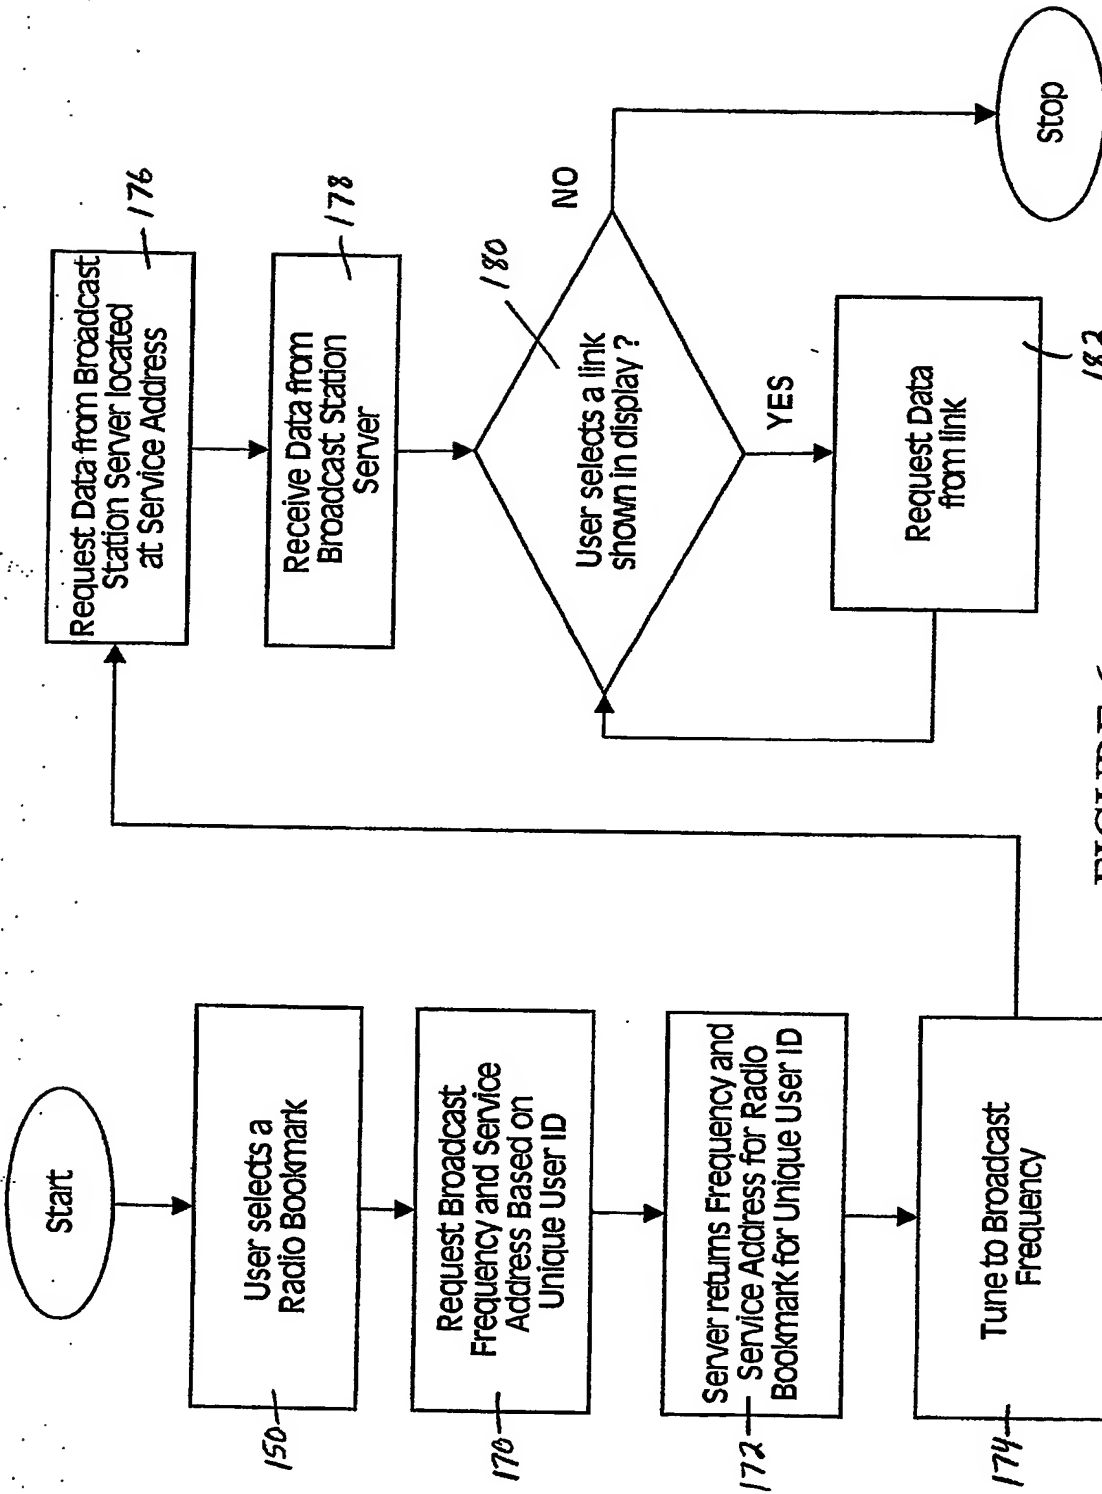 Start
User selects a
Radio Bookmark
150
Request Broadcast
Frequency and Service
Address Based on
Unique User ID
170
Server returns Frequency and
Service Address for Radio
Bookmark for Unique User ID
172
Tune to Broadcast
Frequency
174
Request Data from Broadcast
Station Server located
at Service Address
176
Receive Data from
Broadcast Station
Server
178
User selects a link
shown in display ?
180
NO
YES
Request Data
from link
182
Stop
FIGURE 6